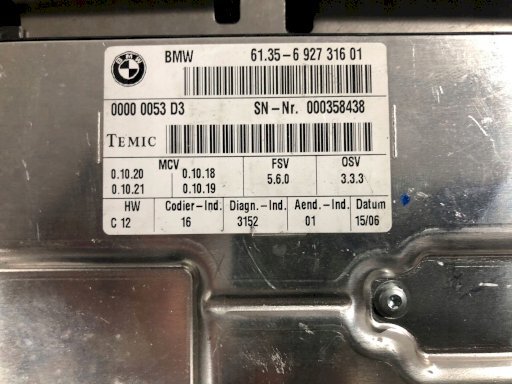 BMW
BMW 61.35-6 927 316 01
0000 0053 D3 SN-Nr. 000358438
TEMIC
MCV FSV OSV
0.10.20 0.10.18 5.6.0 3.3.3
0.10.21 0.10.19
HW Codier-Ind. Diagn.-Ind. Aend.-Ind. Datum
C 12 16 3152 01 15/06